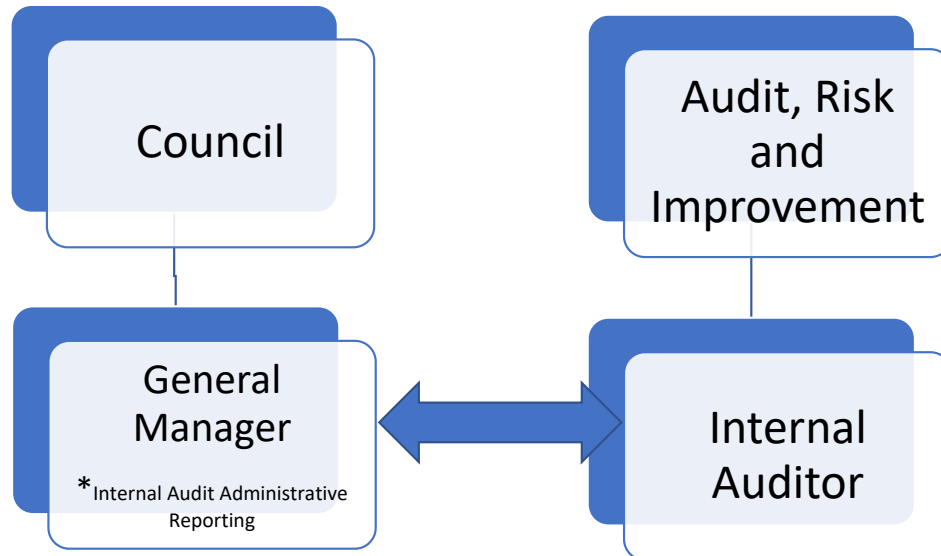 Council
Audit, Risk
and
Improvement
General
Manager
*Internal Audit Administrative
Reporting
Internal
Auditor